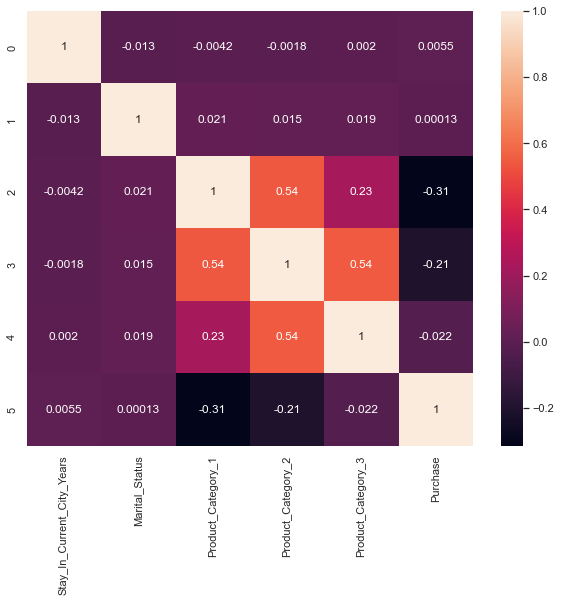 0 1 -0.013 -0.0042 -0.0018 0.002 0.0055
1 -0.013 1 0.021 0.015 0.019 0.00013
2 -0.0042 0.021 1 0.54 0.23 -0.31
3 -0.0018 0.015 0.54 1 0.54 -0.21
4 0.002 0.019 0.23 0.54 1 -0.022
5 0.0055 0.00013 -0.31 -0.21 -0.022 1
Stay_In_Current_City_Years
Marital_Status
Product_Category_1
Product_Category_2
Product_Category_3
Purchase
1.0
0.8
0.6
0.4
0.2
0.0
-0.2